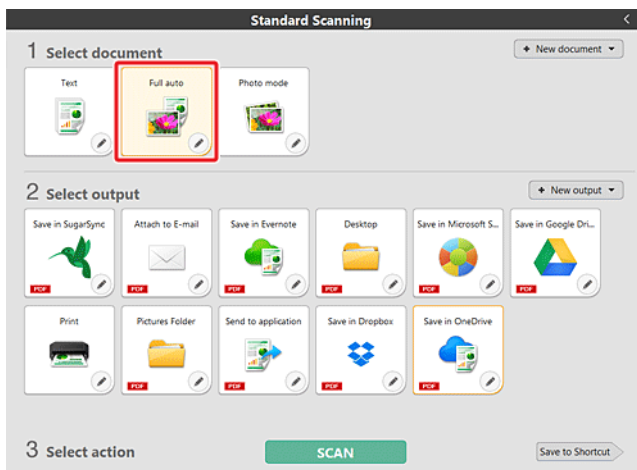 Standard Scanning
1 Select document
+ New document
Text
Full auto
Photo mode
2 Select output
+ New output
Save in SugarSync
Attach to E-mail
Save in Evernote
Desktop
Save in Microsoft S...
Save in Google Dri...
PDF
PDF
PDF
PDF
PDF
PDF
Print
Pictures Folder
Send to application
Save in Dropbox
Save in OneDrive
PDF
PDF
PDF
PDF
3 Select action
SCAN
Save to Shortcut